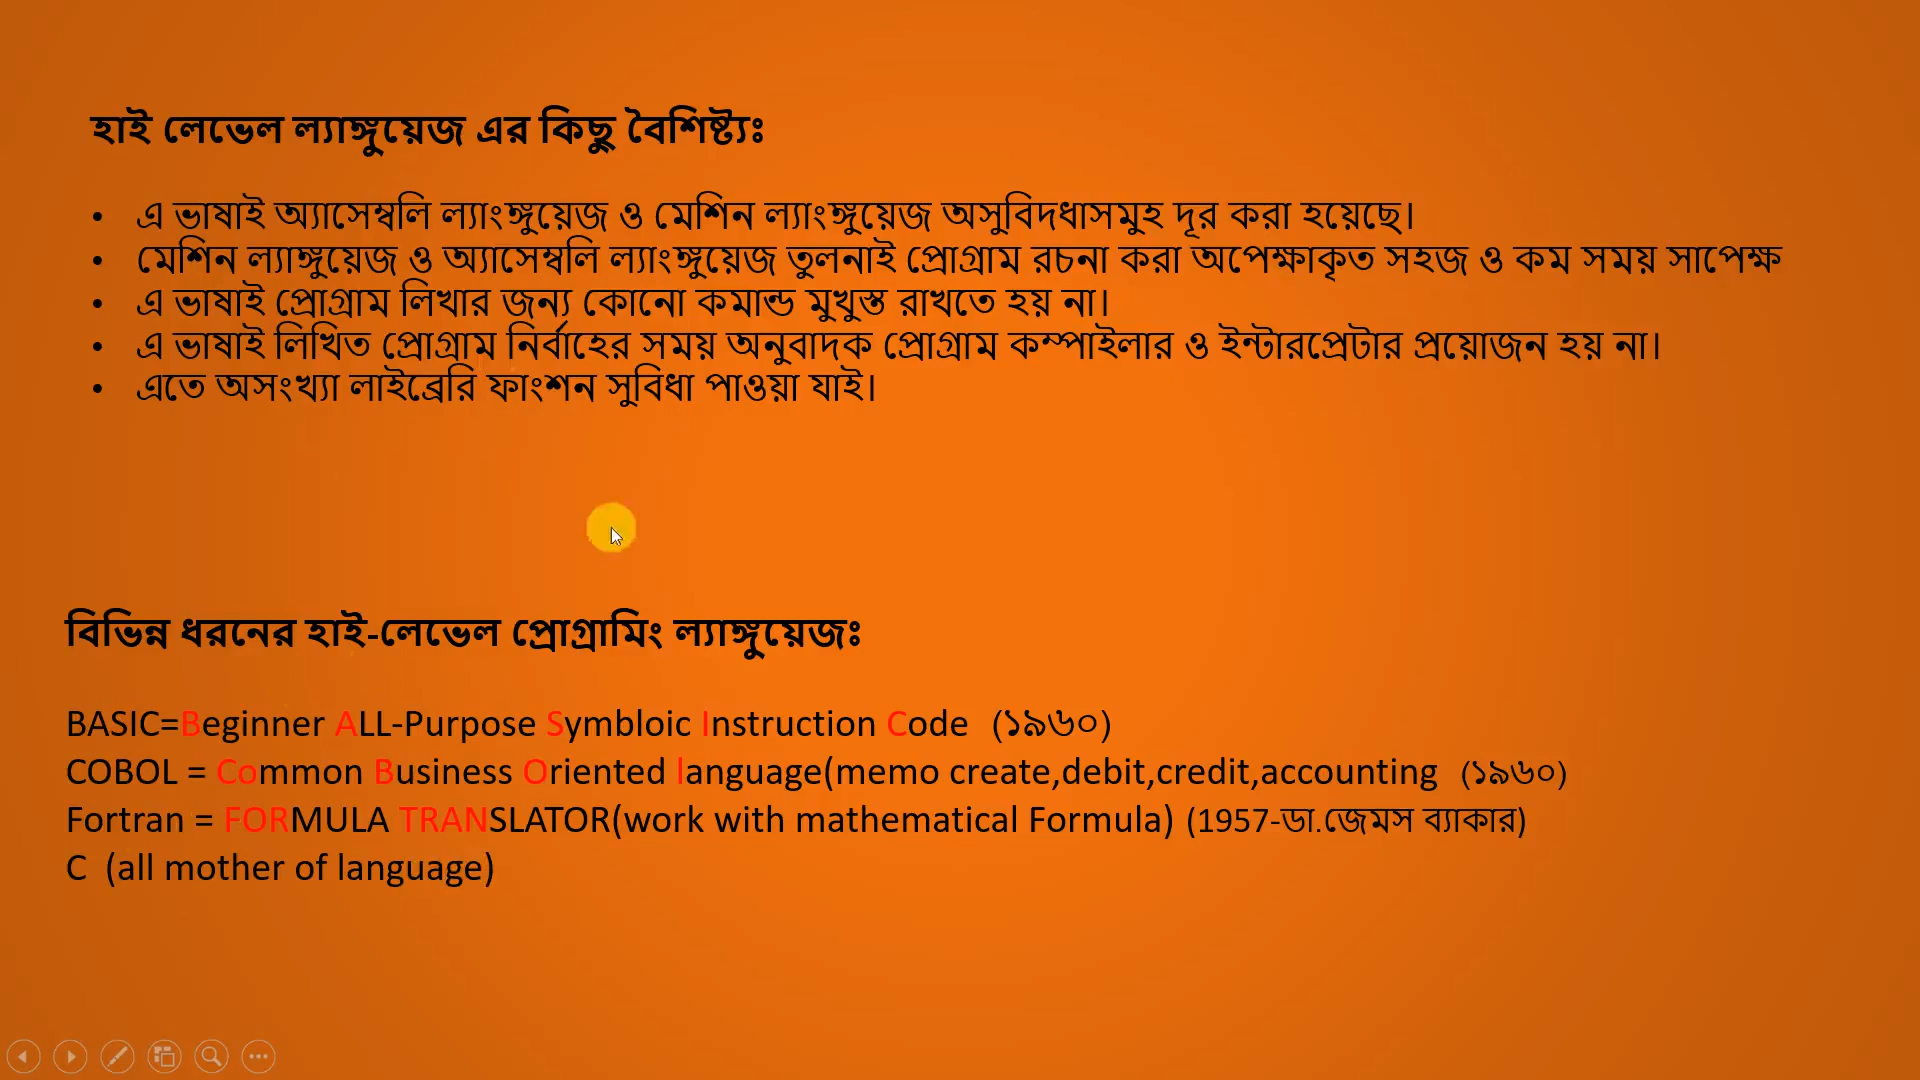 হাই লেভেল ল্যাঙ্গুয়েজ এর কিছু বৈশিষ্ট্যঃ
• এ ভাষাই অ্যাসেম্বলি ল্যাংঙ্গুয়েজ ও মেশিন ল্যাংঙ্গুয়েজ অসুবিদধাসমুহ দূর করা হয়েছে।
• মেশিন ল্যাঙ্গুয়েজ ও অ্যাসেম্বলি ল্যাংঙ্গুয়েজ তুলনাই প্রোগ্রাম রচনা করা অপেক্ষাকৃত সহজ ও কম সময় সাপেক্ষ
• এ ভাষাই প্রোগ্রাম লিখার জন্য কোনো কমান্ড মুখুস্ত রাখতে হয় না।
• এ ভাষাই লিখিত প্রোগ্রাম নির্বাহের সময় অনুবাদক প্রোগ্রাম কম্পাইলার ও ইন্টারপ্রেটার প্রয়োজন হয় না।
• এতে অসংখ্যা লাইব্রেরি ফাংশন সুবিধা পাওয়া যাই।
বিভিন্ন ধরনের হাই-লেভেল প্রোগ্রামিং ল্যাঙ্গুয়েজঃ
BASIC=Beginner ALL-Purpose Symbloic Instruction Code (১৯৬০)
COBOL = Common Business Oriented language(memo create,debit,credit,accounting (১৯৬০)
Fortran = FORMULA TRANSLATOR(work with mathematical Formula) (1957-ডা.জেমস ব্যাকার)
C (all mother of language)